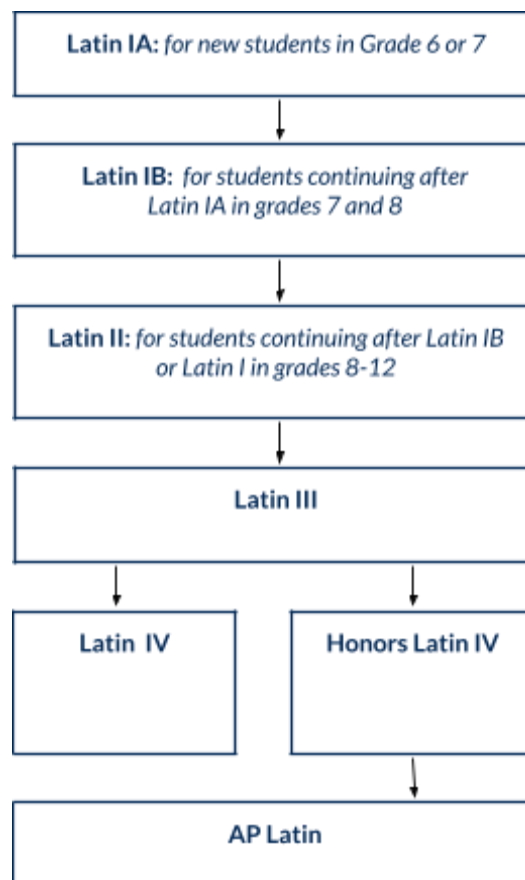 Latin IA: for new students in Grade 6 or 7
Latin IB: for students continuing after
Latin IA in grades 7 and 8
Latin II: for students continuing after Latin IB
or Latin I in grades 8-12
Latin III
Latin IV
Honors Latin IV
AP Latin